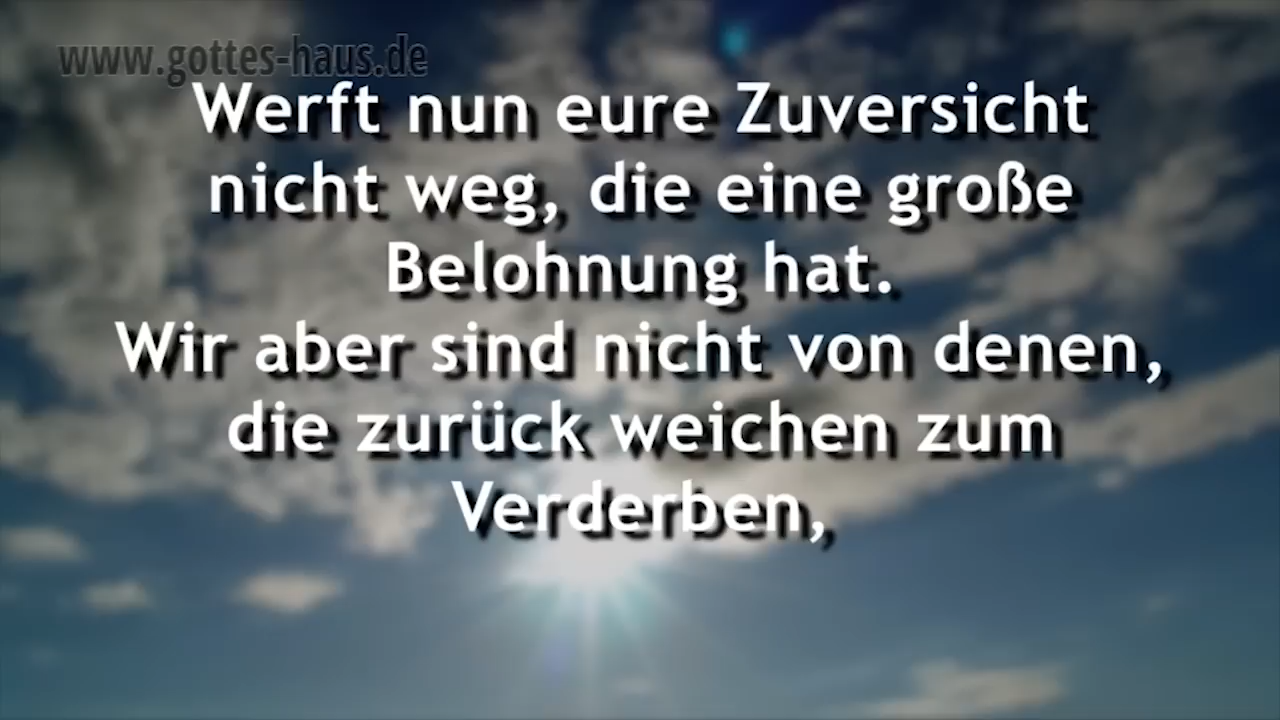 www.gottes-haus.de
Werft nun eure Zuversicht
nicht weg, die eine große
Belohnung hat.
Wir aber sind nicht von denen,
die zurück weichen zum
Verderben,